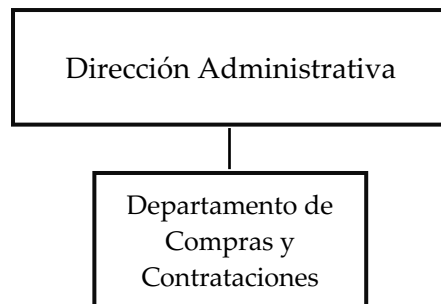 Dirección Administrativa
Departamento de
Compras y
Contrataciones